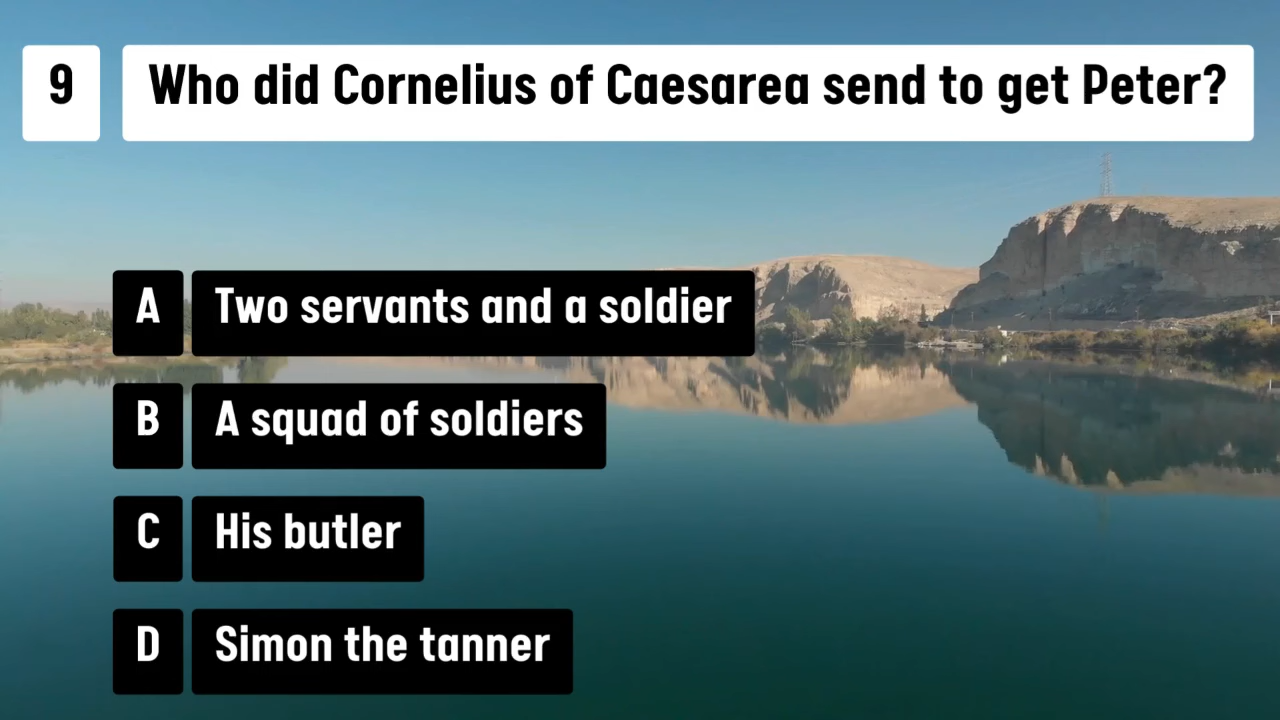 9 Who did Cornelius of Caesarea send to get Peter?
A Two servants and a soldier
B A squad of soldiers
C His butler
D Simon the tanner